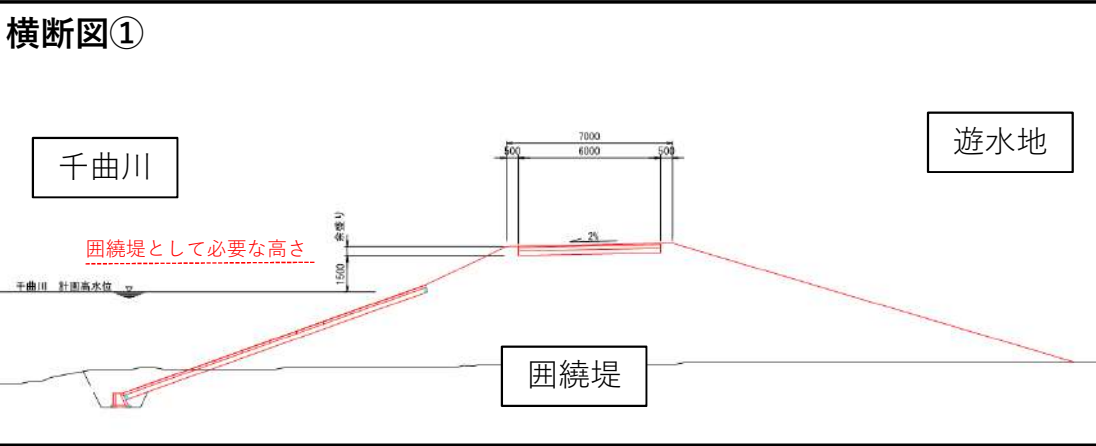 横断図①
千曲川
遊水地
7000
500
6000
500
余盛り
囲繞堤として必要な高さ
2%
1500
千曲川 計画高水位
囲繞堤